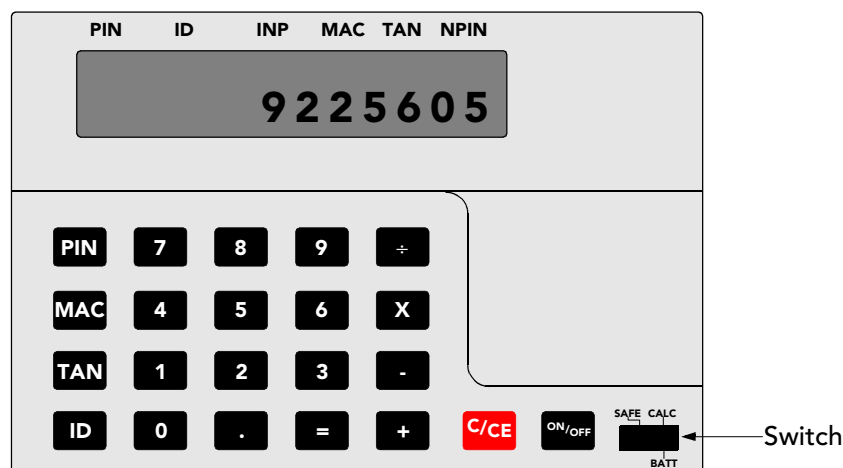 PIN ID INP MAC TAN NPIN
9225605
PIN 7 8 9 ÷
MAC 4 5 6 X
TAN 1 2 3 -
ID 0 . = + C/CE ON/OFF
SAFE CALC
BATT
Switch